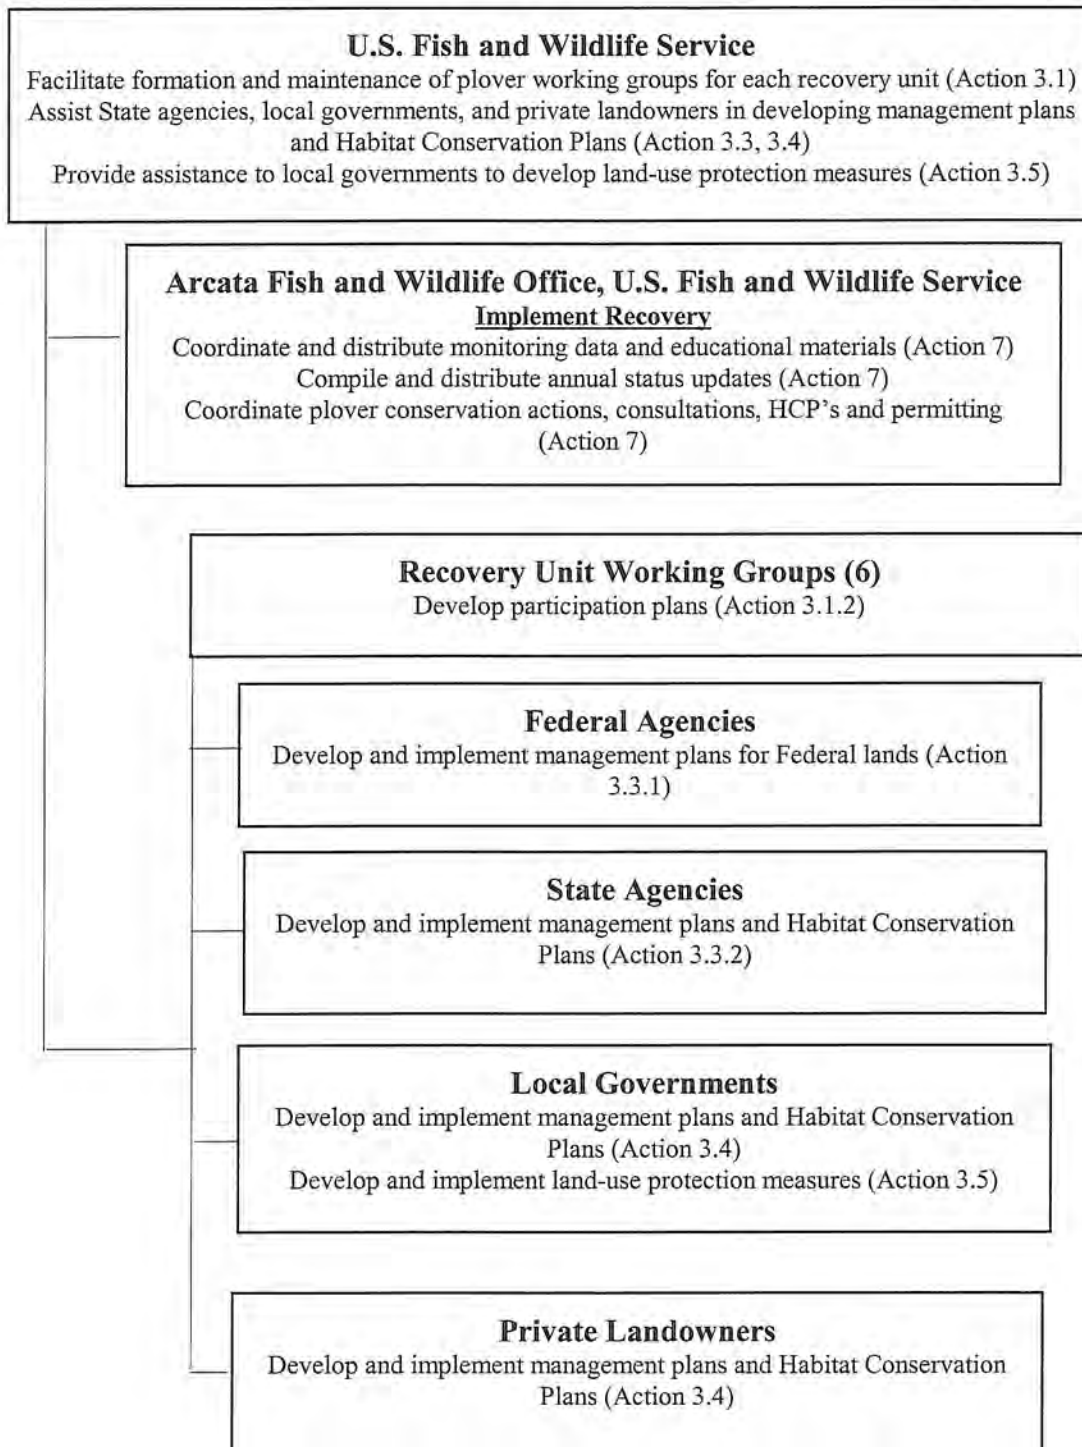 U.S. Fish and Wildlife Service
Facilitate formation and maintenance of plover working groups for each recovery unit (Action 3.1)
Assist State agencies, local governments, and private landowners in developing management plans
and Habitat Conservation Plans (Action 3.3, 3.4)
Provide assistance to local governments to develop land-use protection measures (Action 3.5)
Arcata Fish and Wildlife Office, U.S. Fish and Wildlife Service
Implement Recovery
Coordinate and distribute monitoring data and educational materials (Action 7)
Compile and distribute annual status updates (Action 7)
Coordinate plover conservation actions, consultations, HCP's and permitting
(Action 7)
Recovery Unit Working Groups (6)
Develop participation plans (Action 3.1.2)
Federal Agencies
Develop and implement management plans for Federal lands (Action
3.3.1)
State Agencies
Develop and implement management plans and Habitat Conservation
Plans (Action 3.3.2)
Local Governments
Develop and implement management plans and Habitat Conservation
Plans (Action 3.4)
Develop and implement land-use protection measures (Action 3.5)
Private Landowners
Develop and implement management plans and Habitat Conservation
Plans (Action 3.4)